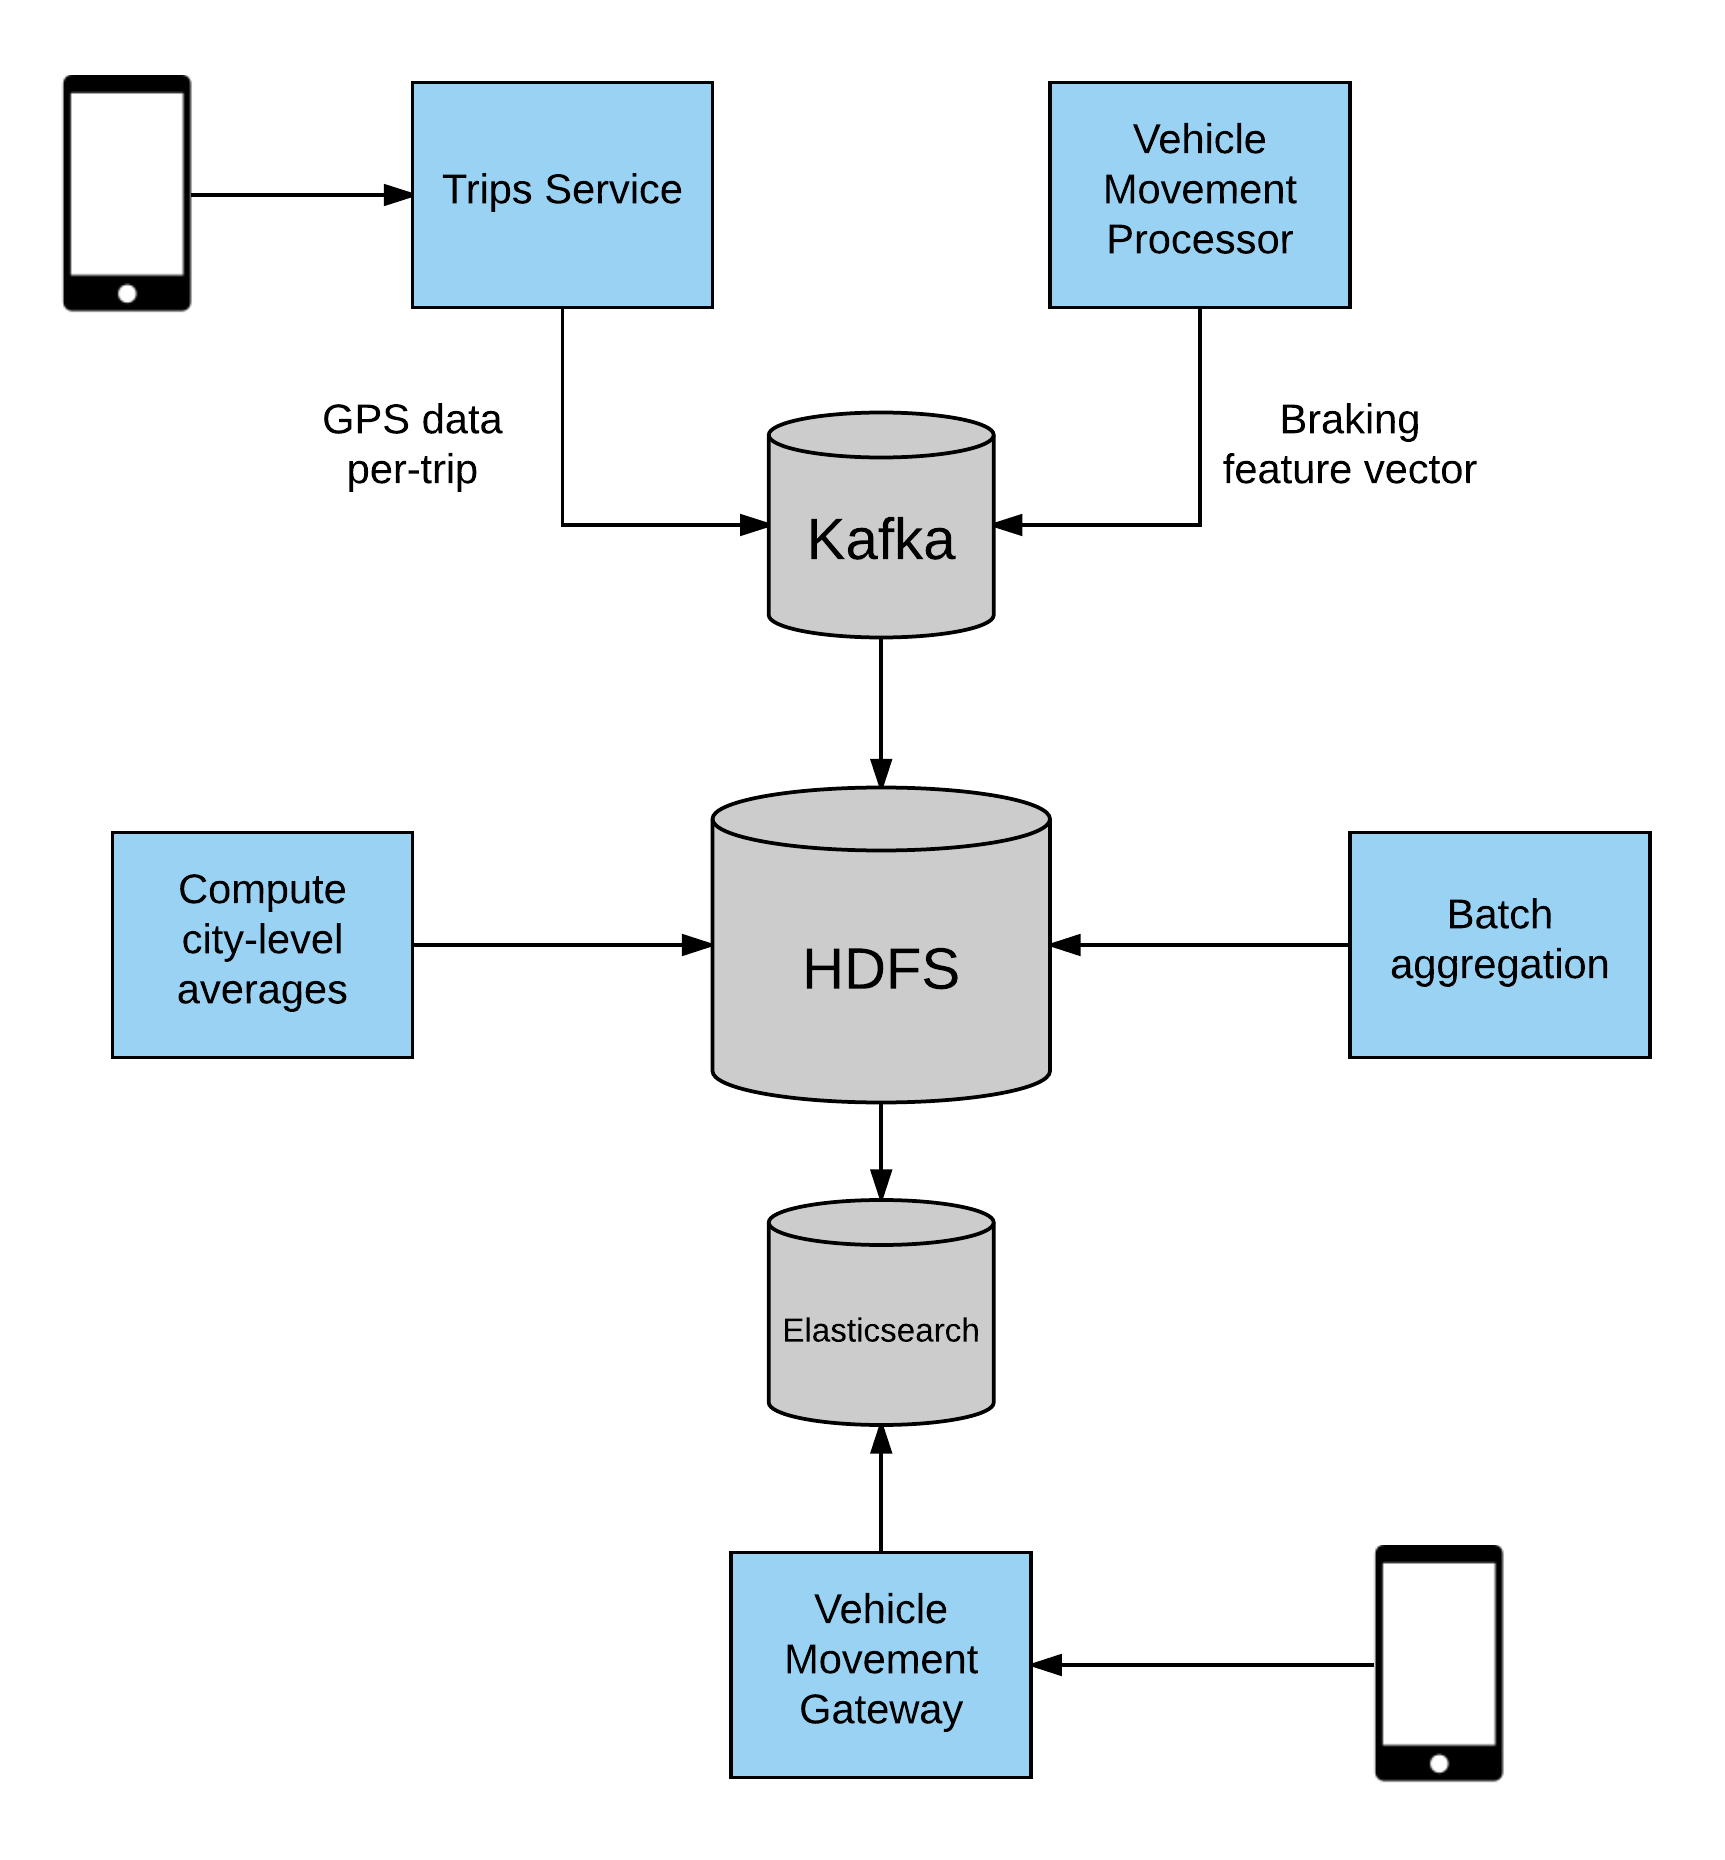 Trips Service
Vehicle
Movement
Processor
GPS data
per-trip
Braking
feature vector
Kafka
Compute
city-level
averages
HDFS
Batch
aggregation
Elasticsearch
Vehicle
Movement
Gateway